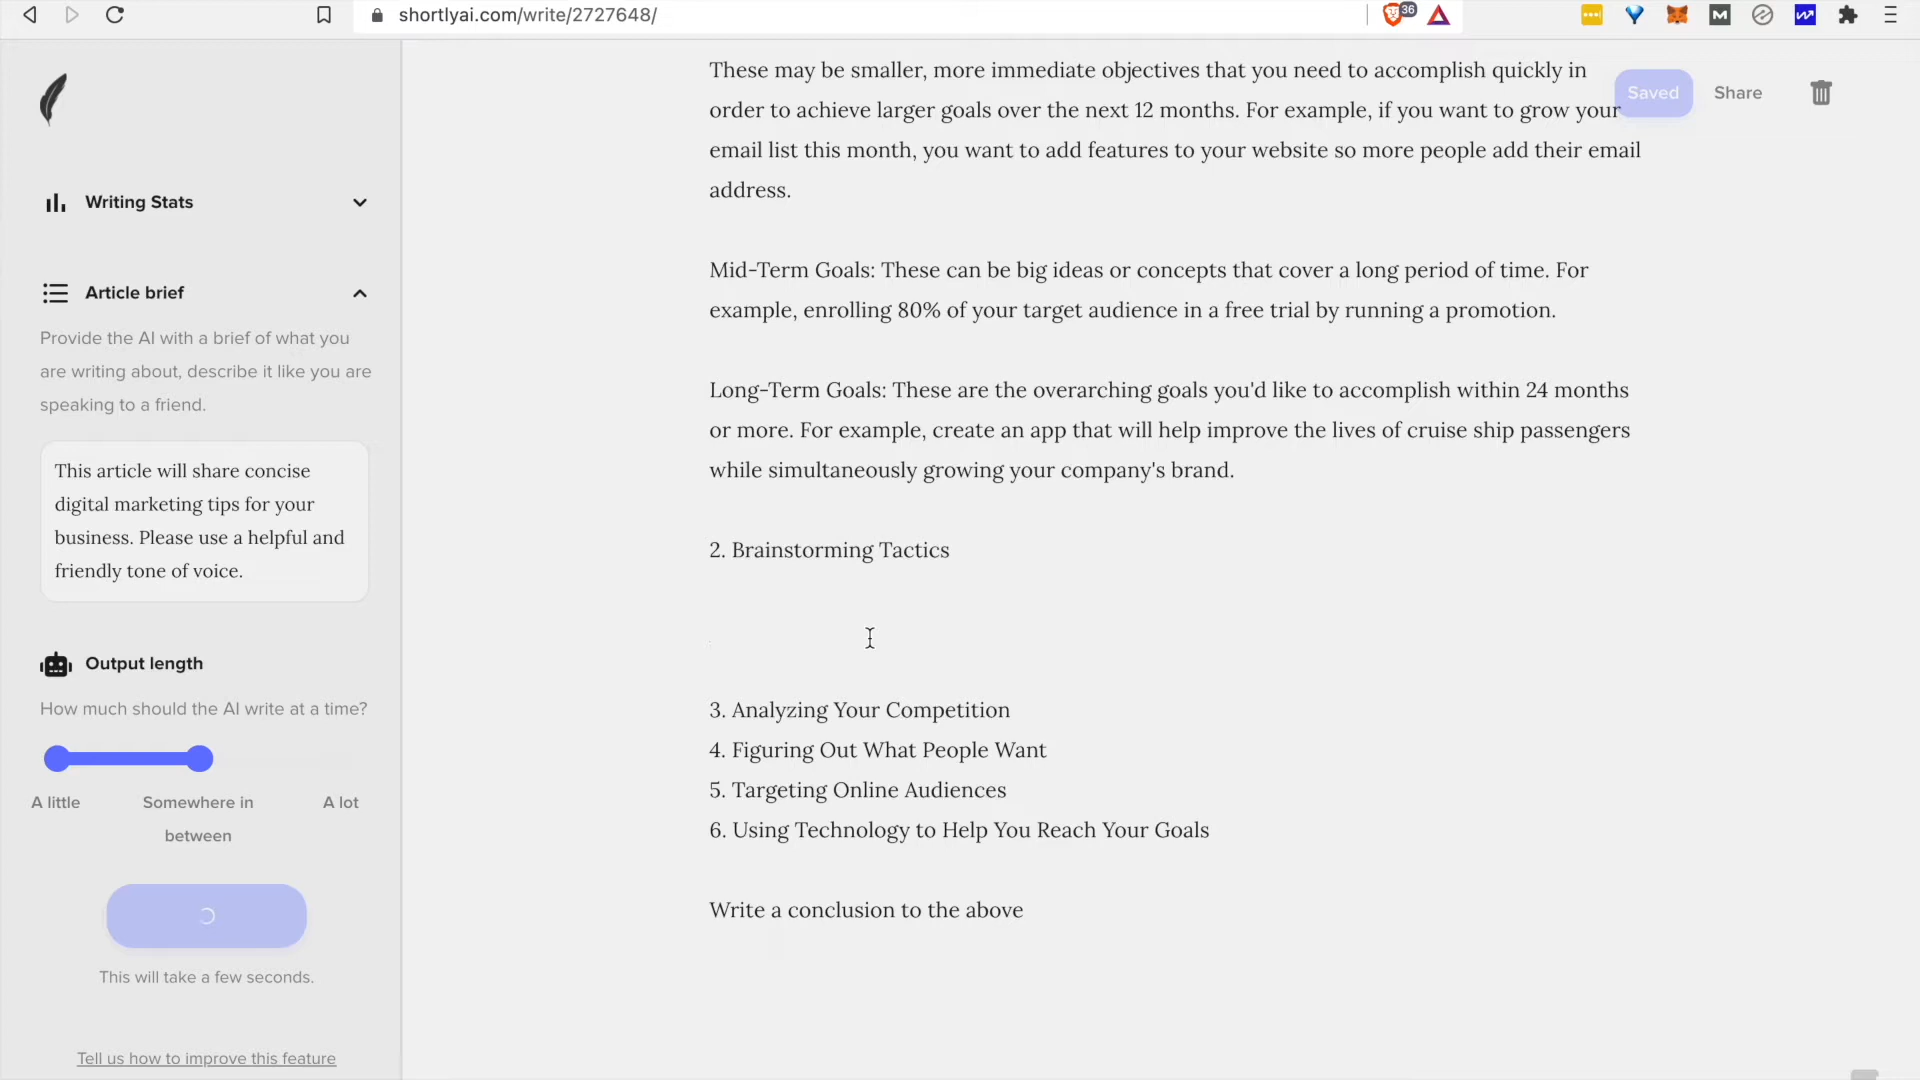 shortlyai.com/write/2727648/
36
These may be smaller, more immediate objectives that you need to accomplish quickly in
order to achieve larger goals over the next 12 months. For example, if you want to grow your
email list this month, you want to add features to your website so more people add their email
address.
Saved
Share
Writing Stats
Article brief
Provide the AI with a brief of what you
are writing about, describe it like you are
speaking to a friend.
This article will share concise
digital marketing tips for your
business. Please use a helpful and
friendly tone of voice.
Output length
How much should the AI write at a time?
A little
Somewhere in
between
A lot
This will take a few seconds.
Tell us how to improve this feature
Mid-Term Goals: These can be big ideas or concepts that cover a long period of time. For
example, enrolling 80% of your target audience in a free trial by running a promotion.
Long-Term Goals: These are the overarching goals you'd like to accomplish within 24 months
or more. For example, create an app that will help improve the lives of cruise ship passengers
while simultaneously growing your company's brand.
2. Brainstorming Tactics
3. Analyzing Your Competition
4. Figuring Out What People Want
5. Targeting Online Audiences
6. Using Technology to Help You Reach Your Goals
Write a conclusion to the above